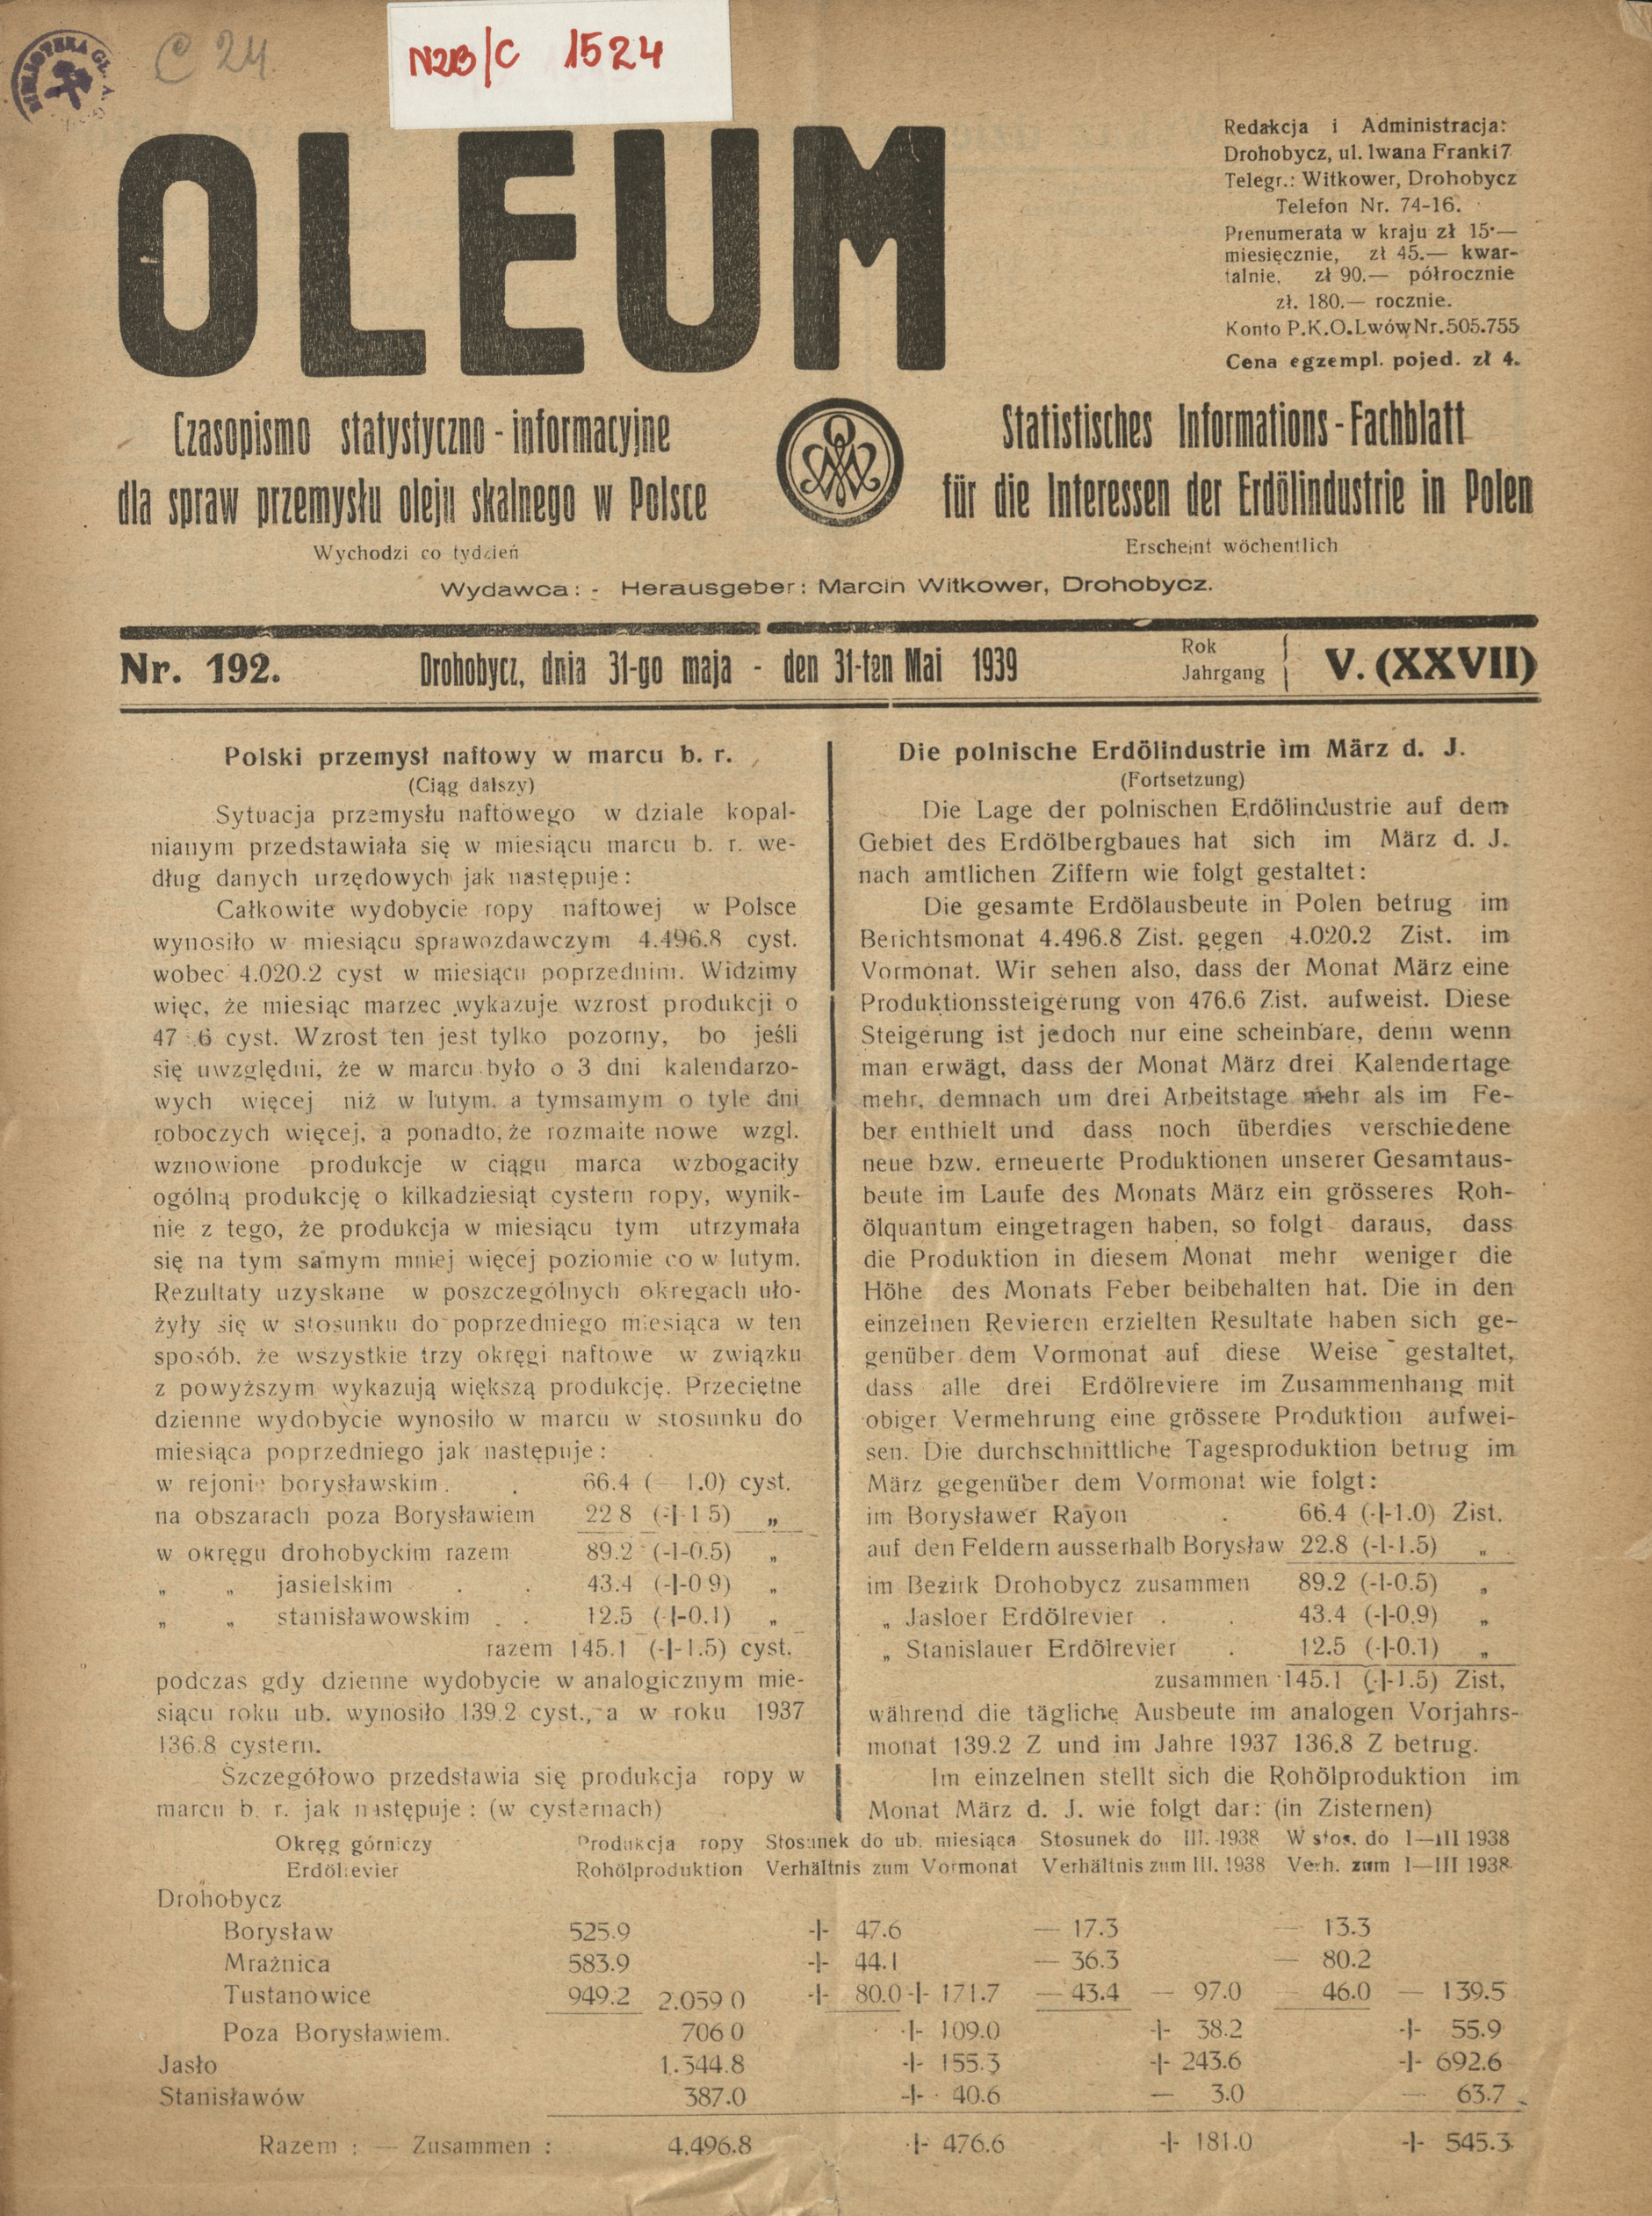 C 24
N2B/C 1524
BIBLIOTEKA GŁ. A.
OLEUM
Redakcja i Administracja:
Drohobycz, ul. Iwana Franki 7
Telegr.: Witkower, Drohobycz
Telefon Nr. 74-16.
Prenumerata w kraju zł 15·—
miesięcznie, zł 45.— kwar-
talnie, zł 90.— półrocznie
zł. 180.— rocznie.
Konto P.K.O. Lwów Nr. 505.755
Cena egzempl. pojed. zł 4.
Czasopismo statystyczno - informacyjne
dla spraw przemysłu oleju skalnego w Polsce
Wychodzi co tydzień
Statistisches Informations - Fachblatt
für die Interessen der Erdölindustrie in Polen
Erscheint wöchentlich
Wydawca: - Herausgeber: Marcin Witkower, Drohobycz.
Nr. 192. Drohobycz, dnia 31-go maja - den 31-ten Mai 1939 Rok Jahrgang V. (XXVII)
Polski przemysł naftowy w marcu b. r.
(Ciąg dalszy)
Sytuacja przemysłu naftowego w dziale kopal-
nianym przedstawiała się w miesiącu marcu b. r. we-
dług danych urzędowych jak następuje:
Całkowite wydobycie ropy naftowej w Polsce
wynosiło w miesiącu sprawozdawczym 4.496.8 cyst.
wobec 4.020.2 cyst w miesiącu poprzednim. Widzimy
więc, że miesiąc marzec wykazuje wzrost produkcji o
47 .6 cyst. Wzrost ten jest tylko pozorny, bo jeśli
się uwzględni, że w marcu było o 3 dni kalendarzo-
wych więcej niż w lutym, a tymsamym o tyle dni
roboczych więcej, a ponadto, że rozmaite nowe wzgl.
wznowione produkcje w ciągu marca wzbogaciły
ogólną produkcję o kilkadziesiąt cystern ropy, wynik-
nie z tego, że produkcja w miesiącu tym utrzymała
się na tym samym mniej więcej poziomie co w lutym.
Rezultaty uzyskane w poszczególnych okręgach uło-
żyły się w stosunku do poprzedniego miesiąca w ten
sposób, że wszystkie trzy okręgi naftowe w związku
z powyższym wykazują większą produkcję. Przeciętne
dzienne wydobycie wynosiło w marcu w stosunku do
miesiąca poprzedniego jak następuje:
w rejonie borysławskim . . 66.4 (— 1.0) cyst.
na obszarach poza Borysławiem 22 8 (-|-1 5) „
w okręgu drohobyckim razem 89.2 (-|-0.5) „
„ „ jasielskim . . 43.4 (-|-0 9) „
„ „ stanisławowskim . . 12.5 (-|-0.1) „
razem 145.1 (-|-1.5) cyst.
podczas gdy dzienne wydobycie w analogicznym mie-
siącu roku ub. wynosiło 139.2 cyst., a w roku 1937
136.8 cystern.
Szczegółowo przedstawia się produkcja ropy w
marcu b. r. jak następuje: (w cysternach)
Die polnische Erdölindustrie im März d. J.
(Fortsetzung)
Die Lage der polnischen Erdölindustrie auf dem
Gebiet des Erdölbergbaues hat sich im März d. J.
nach amtlichen Ziffern wie folgt gestaltet:
Die gesamte Erdölausbeute in Polen betrug im
Berichtsmonat 4.496.8 Zist. gegen 4.020.2 Zist. im
Vormonat. Wir sehen also, dass der Monat März eine
Produktionssteigerung von 476.6 Zist. aufweist. Diese
Steigerung ist jedoch nur eine scheinbare, denn wenn
man erwägt, dass der Monat März drei Kalendertage
mehr, demnach um drei Arbeitstage mehr als im Fe-
ber enthielt und dass noch überdies verschiedene
neue bzw. erneuerte Produktionen unserer Gesamtaus-
beute im Laufe des Monats März ein grösseres Roh-
ölquantum eingetragen haben, so folgt daraus, dass
die Produktion in diesem Monat mehr weniger die
Höhe des Monats Feber beibehalten hat. Die in den
einzelnen Revieren erzielten Resultate haben sich ge-
genüber dem Vormonat auf diese Weise gestaltet,
dass alle drei Erdölreviere im Zusammenhang mit
obiger Vermehrung eine grössere Produktion aufwei-
sen. Die durchschnittliche Tagesproduktion betrug im
März gegenüber dem Vormonat wie folgt:
im Borysławer Rayon . 66.4 (-|-1.0) Zist.
auf den Feldern ausserhalb Borysław 22.8 (-|-1.5) „
im Bezirk Drohobycz zusammen 89.2 (-|-0.5) „
„ Jasloer Erdölrevier . . 43.4 (-|-0.9) „
„ Stanislauer Erdölrevier . 12.5 (-|-0.1) „
zusammen 145.1 (-|-1.5) Zist,
während die tägliche Ausbeute im analogen Vorjahrs-
monat 139.2 Z und im Jahre 1937 136.8 Z betrug.
Im einzelnen stellt sich die Rohölproduktion im
Monat März d. J. wie folgt dar: (in Zisternen)
Okręg górniczy Produkcja ropy Stosunek do ub. miesiąca Stosunek do III. 1938 W stos. do I—III 1938
Erdölrevier Rohölproduktion Verhältnis zum Vormonat Verhältnis zum III. 1938 Verh. zum I—III 1938
Drohobycz
Borysław 525.9 -|- 47.6 — 17.3 — 13.3
Mraźnica 583.9 -|- 44.1 — 36.3 — 80.2
Tustanowice 949.2 2.059 0 -|- 80.0 -|- 171.7 — 43.4 — 97.0 46.0 — 139.5
Poza Borysławiem. 706 0 -|- 109.0 -|- 38.2 -|- 55.9
Jasło 1.344.8 -|- 155.3 -|- 243.6 -|- 692.6
Stanisławów 387.0 -|- 40.6 — 3.0 — 63.7
Razem : — Zusammen : 4.496.8 -|- 476.6 -|- 181.0 -|- 545.3